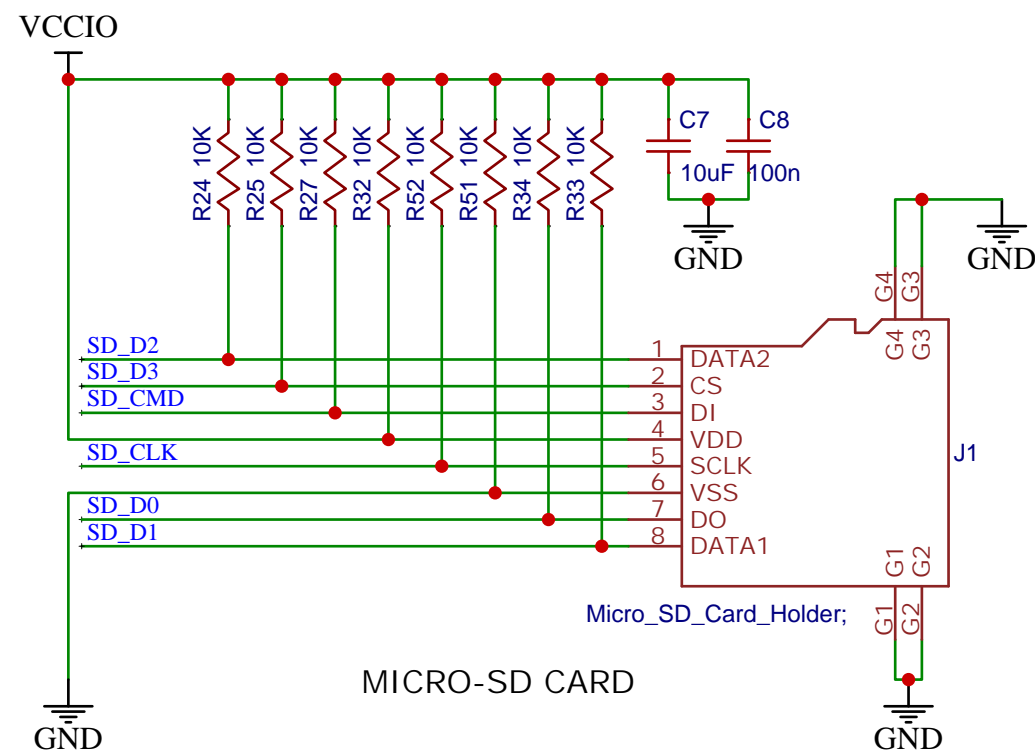 VCCIO
R24 10K
R25 10K
R27 10K
R32 10K
R52 10K
R51 10K
R34 10K
R33 10K
C7
10uF
C8
100n
GND
GND
G4
G3
G4
G3
SD_D2
SD_D3
SD_CMD
SD_CLK
SD_D0
SD_D1
1 DATA2
2 CS
3 DI
4 VDD
5 SCLK
6 VSS
7 DO
8 DATA1
J1
G1
G2
G1
G2
Micro_SD_Card_Holder;
MICRO-SD CARD
GND
GND